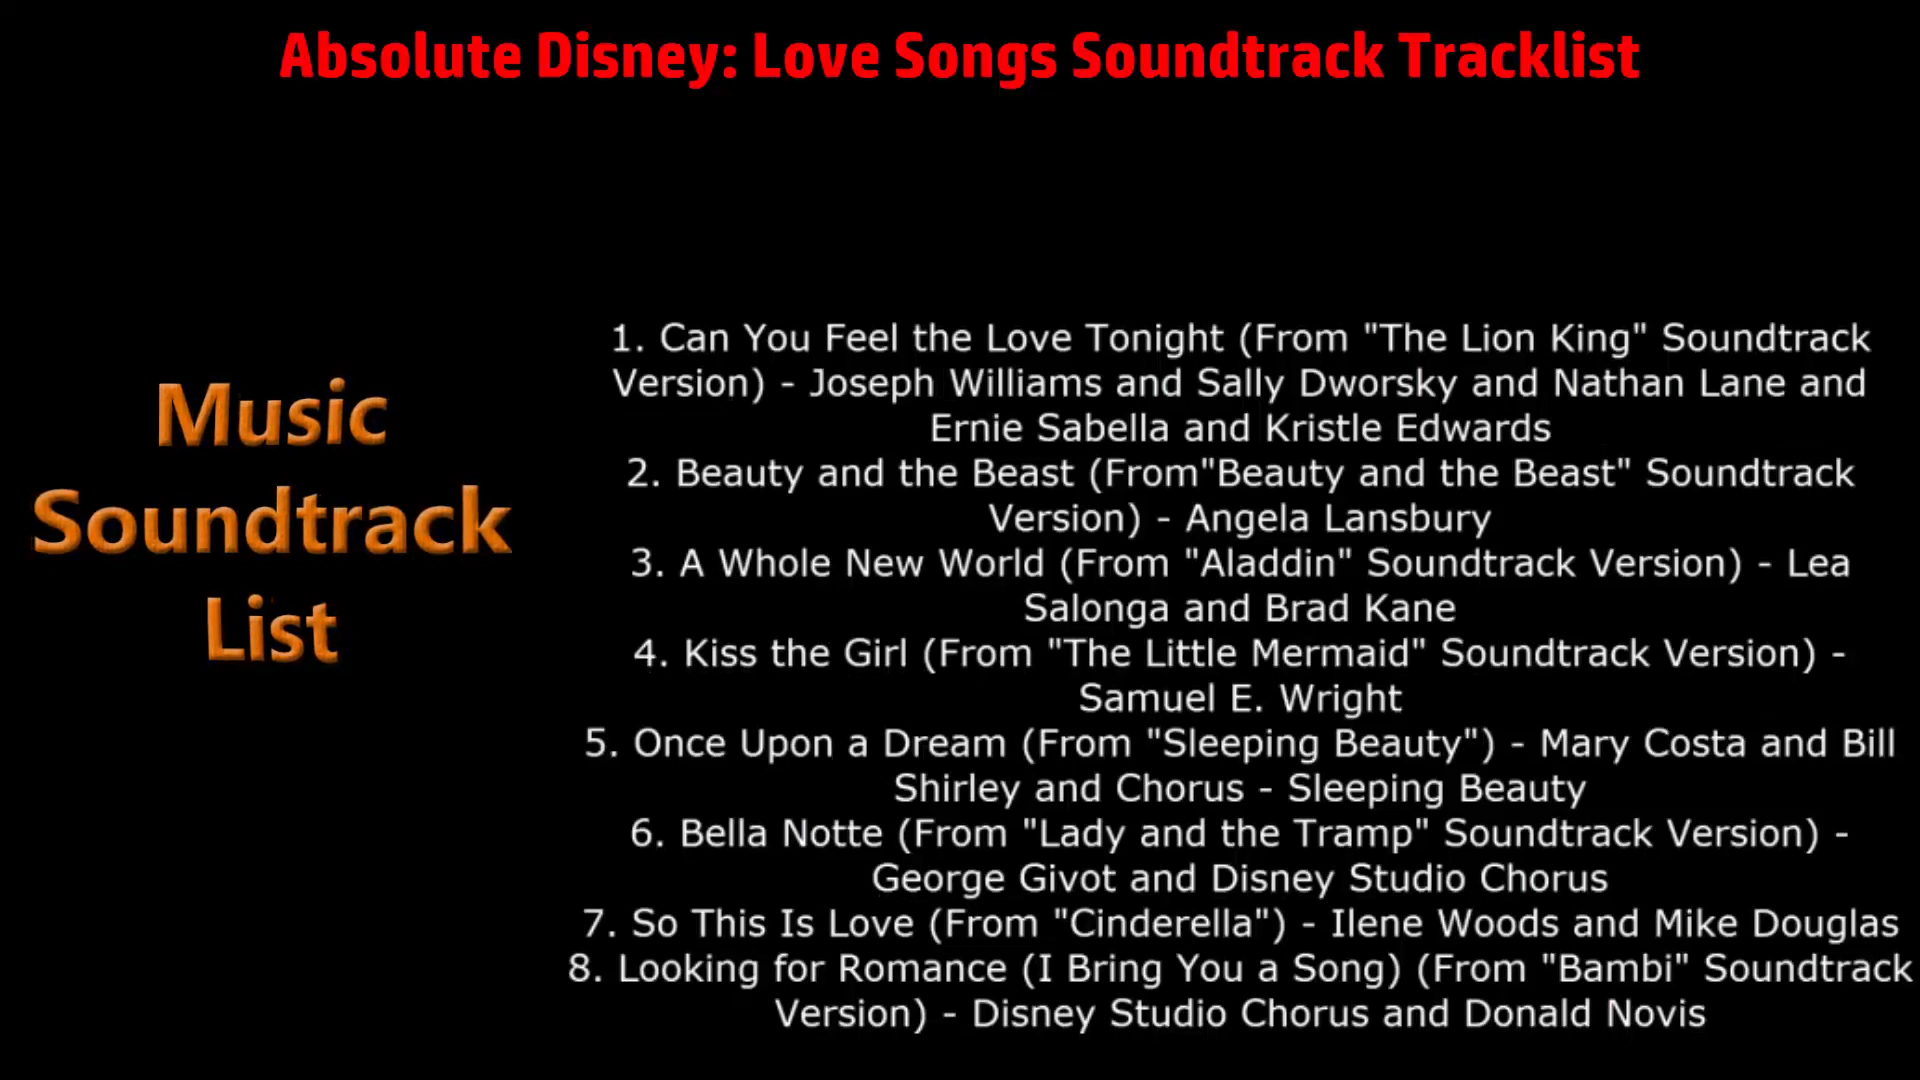 Absolute Disney: Love Songs Soundtrack Tracklist
Music
Soundtrack
List
1. Can You Feel the Love Tonight (From "The Lion King" Soundtrack
Version) - Joseph Williams and Sally Dworsky and Nathan Lane and
Ernie Sabella and Kristle Edwards
2. Beauty and the Beast (From"Beauty and the Beast" Soundtrack
Version) - Angela Lansbury
3. A Whole New World (From "Aladdin" Soundtrack Version) - Lea
Salonga and Brad Kane
4. Kiss the Girl (From "The Little Mermaid" Soundtrack Version) -
Samuel E. Wright
5. Once Upon a Dream (From "Sleeping Beauty") - Mary Costa and Bill
Shirley and Chorus - Sleeping Beauty
6. Bella Notte (From "Lady and the Tramp" Soundtrack Version) -
George Givot and Disney Studio Chorus
7. So This Is Love (From "Cinderella") - Ilene Woods and Mike Douglas
8. Looking for Romance (I Bring You a Song) (From "Bambi" Soundtrack
Version) - Disney Studio Chorus and Donald Novis